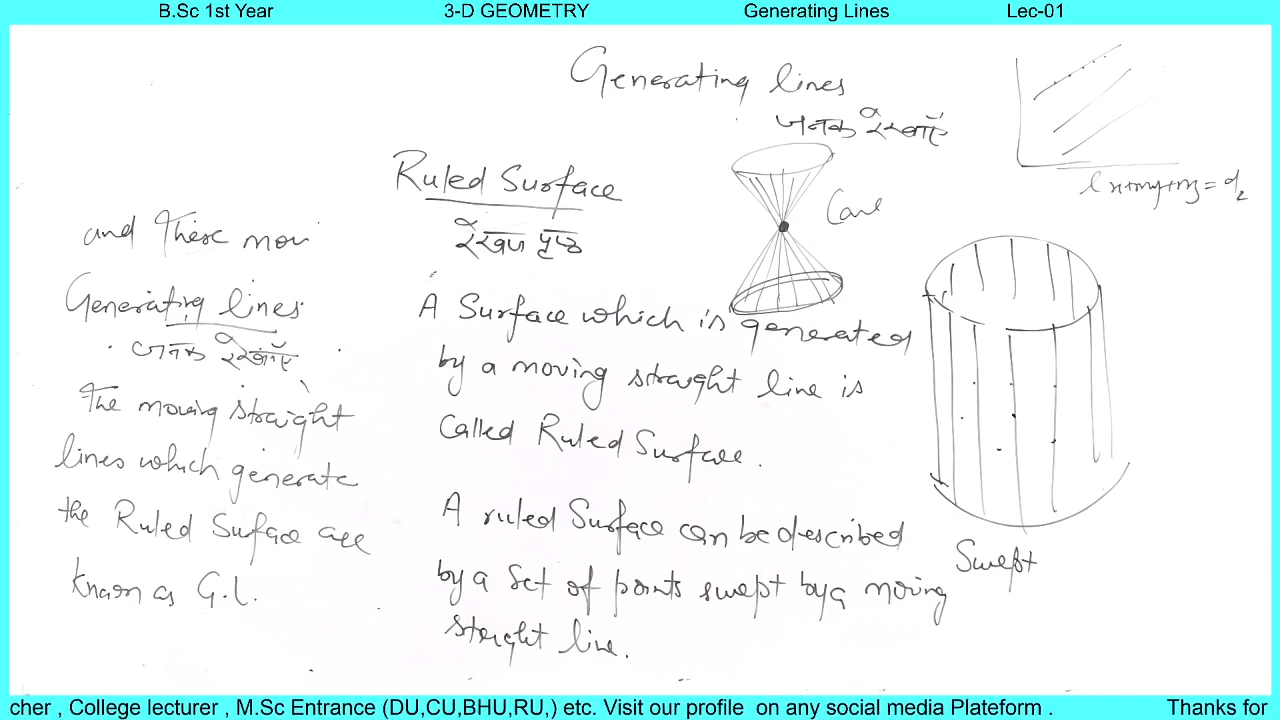 B.Sc 1st Year 3-D GEOMETRY Generating Lines Lec-01
Generating lines
जनक रेखाएँ
Ruled Surface
रेखज पृष्ठ
Cone
and these mov
Generating lines
जनक रेखाएँ
The moving straight
lines which generate
the Ruled Surface are
known as G.L.
A Surface which is generated
by a moving straight line is
Called Ruled Surface.
A ruled Surface can be described
by a set of points swept by a moving
straight line.
Swept
cher , College lecturer , M.Sc Entrance (DU,CU,BHU,RU,) etc. Visit our profile on any social media Plateform . Thanks for